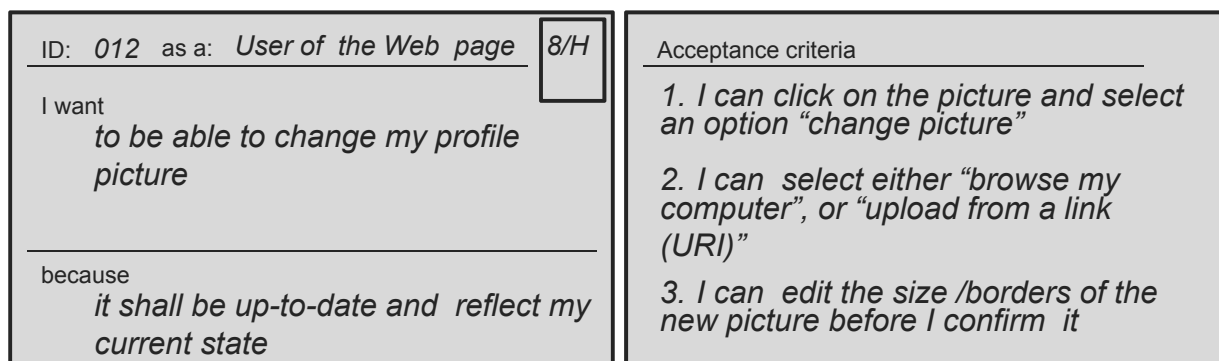 ID: 012 as a: User of the Web page 8/H
I want
to be able to change my profile
picture
because
it shall be up-to-date and reflect my
current state
Acceptance criteria
1. I can click on the picture and select
an option “change picture”
2. I can select either “browse my
computer”, or “upload from a link
(URI)”
3. I can edit the size /borders of the
new picture before I confirm it